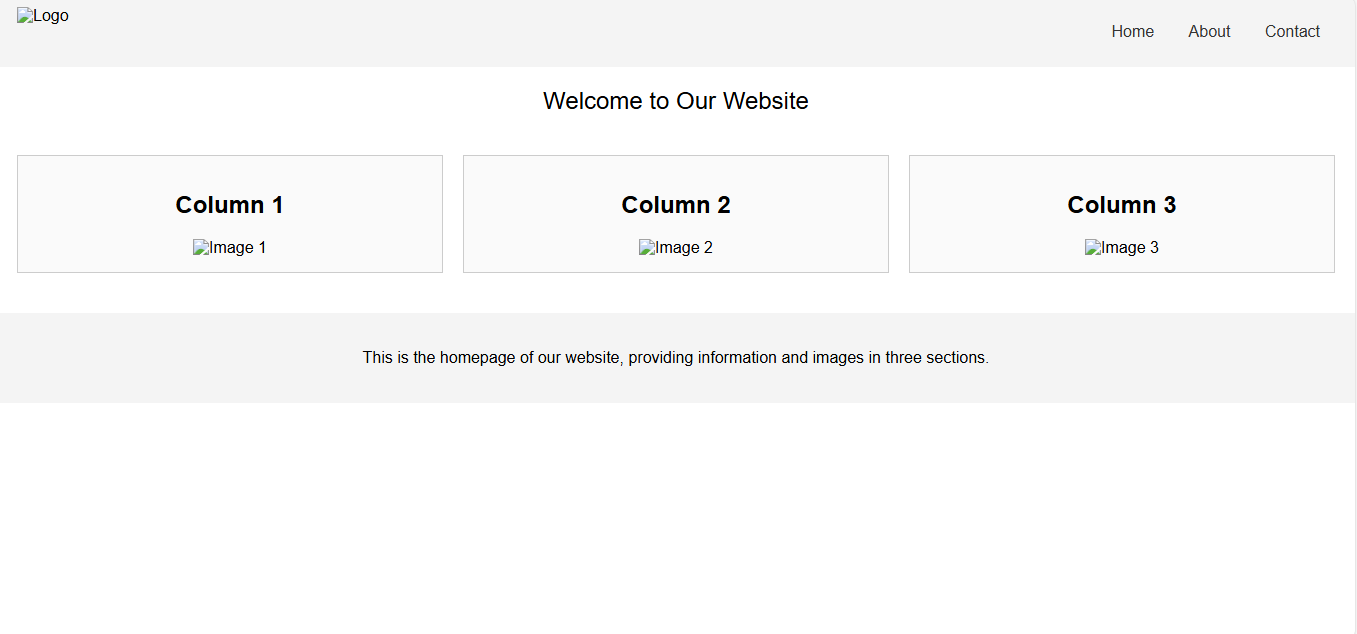 Logo
Home About Contact
Welcome to Our Website
Column 1 Column 2 Column 3
Image 1 Image 2 Image 3
This is the homepage of our website, providing information and images in three sections.